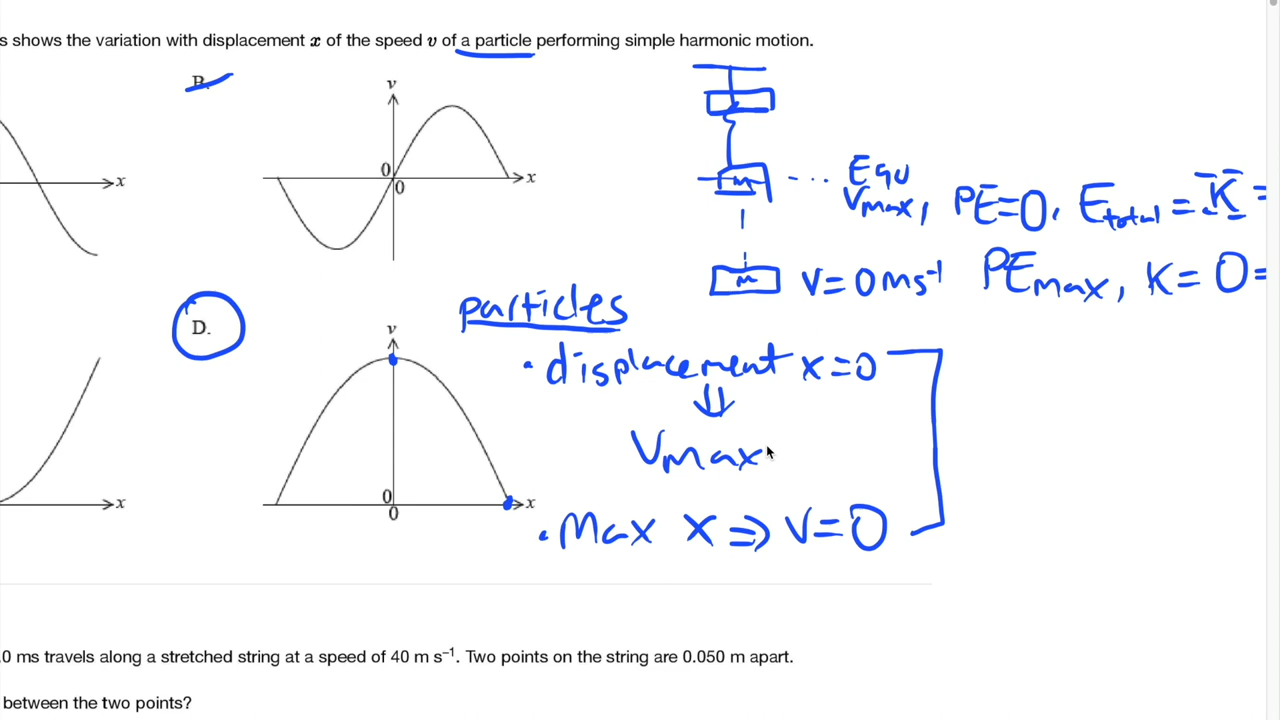 s shows the variation with displacement x of the speed v of a particle performing simple harmonic motion.
B.
v
0
0
x
x
m
... Equ
Vmax, PE=0, Etotal = K =
m
V = 0 ms⁻¹ PEmax, K = 0 =
particles
D.
v
0
0
x
x
· displacement x=0
⇓
Vmax
· Max x ⇒ V=0
0 ms travels along a stretched string at a speed of 40 m s⁻¹. Two points on the string are 0.050 m apart.
between the two points?